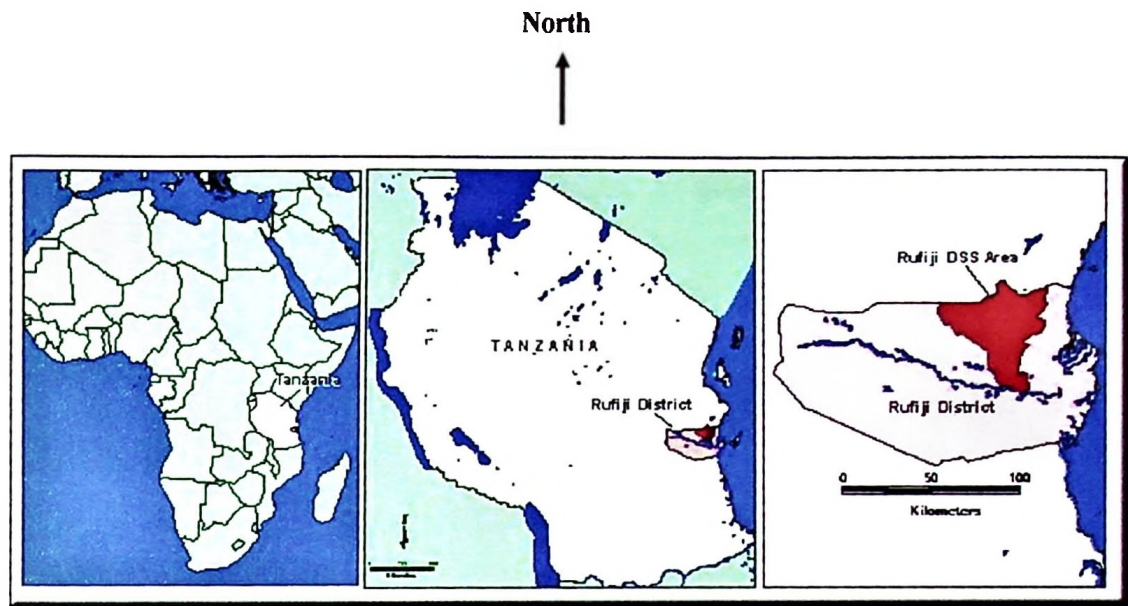 North
Tanzania
TANZANIA
Rufiji District
Rufiji DSS Area
Rufiji District
0 50 100
Kilometers